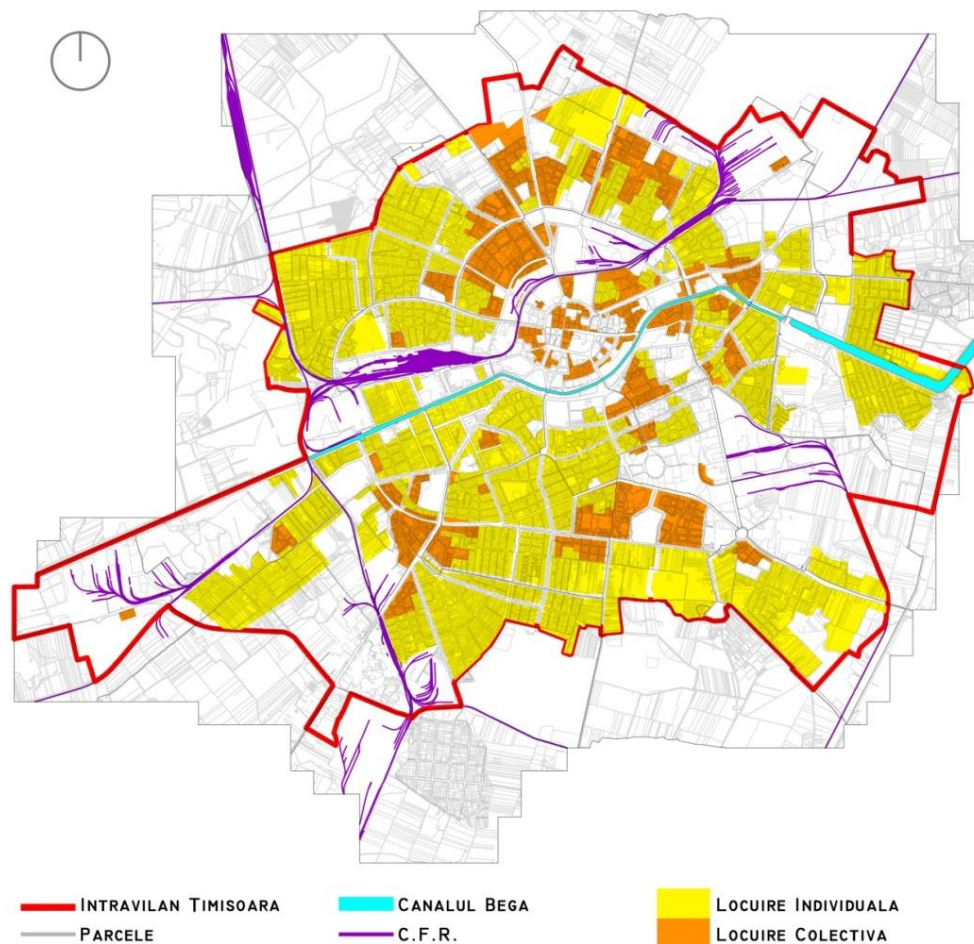 INTRAVILAN TIMISOARA
CANALUL BEGA
LOCUIRE INDIVIDUALA
PARCELE
C.F.R.
LOCUIRE COLECTIVA